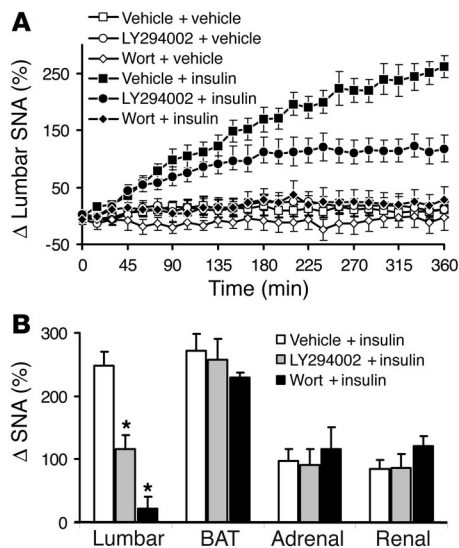 A
Vehicle + vehicle
LY294002 + vehicle
Wort + vehicle
Vehicle + insulin
LY294002 + insulin
Wort + insulin
Δ Lumbar SNA (%)
250
150
50
-50
0 45 90 135 180 225 270 315 360
Time (min)
B
Vehicle + insulin
LY294002 + insulin
Wort + insulin
Δ SNA (%)
300
200
100
0
*
*
Lumbar BAT Adrenal Renal